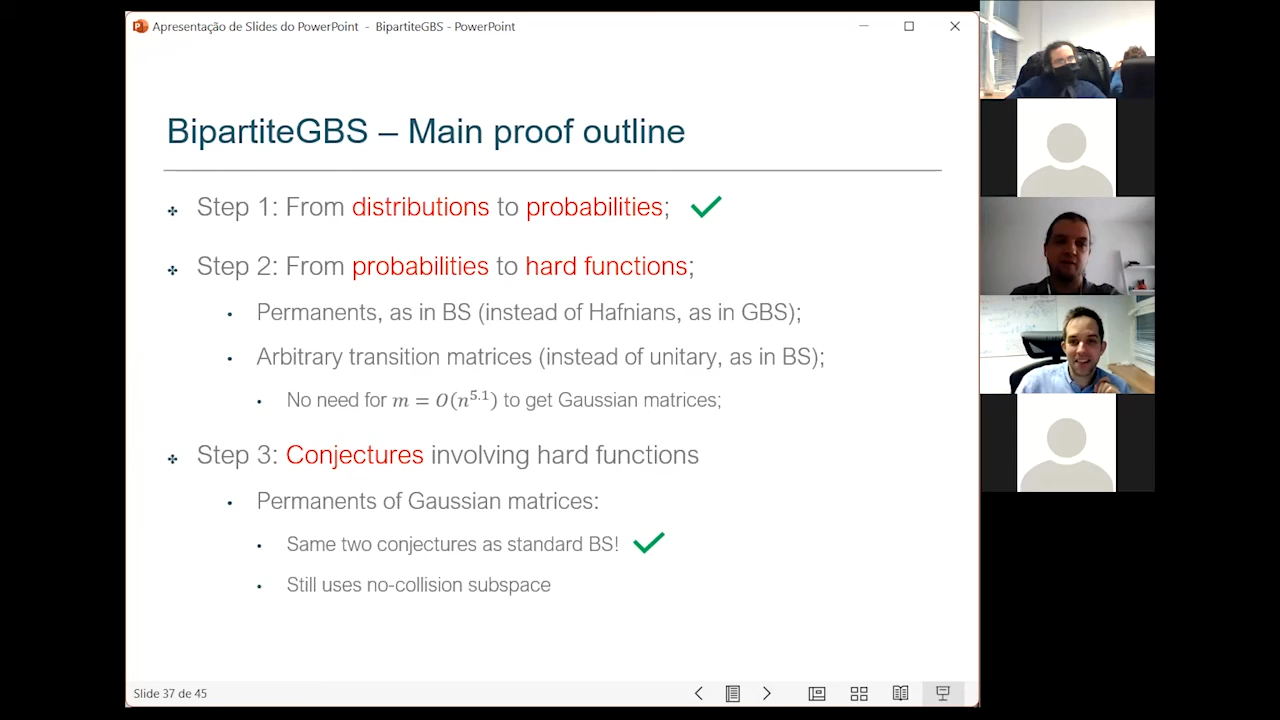 Apresentação de Slides do PowerPoint - BipartiteGBS - PowerPoint
BipartiteGBS – Main proof outline
Step 1: From distributions to probabilities;
Step 2: From probabilities to hard functions;
Permanents, as in BS (instead of Hafnians, as in GBS);
Arbitrary transition matrices (instead of unitary, as in BS);
No need for m = O(n^5.1) to get Gaussian matrices;
Step 3: Conjectures involving hard functions
Permanents of Gaussian matrices:
Same two conjectures as standard BS!
Still uses no-collision subspace
Slide 37 de 45